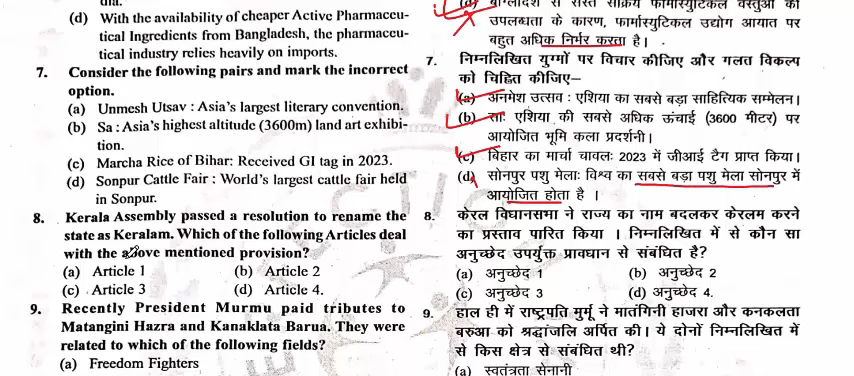 dia.
(d) With the availability of cheaper Active Pharmaceu-
tical Ingredients from Bangladesh, the pharmaceu-
tical industry relies heavily on imports.
7. Consider the following pairs and mark the incorrect
option.
(a) Unmesh Utsav : Asia's largest literary convention.
(b) Sa : Asia's highest altitude (3600m) land art exhibi-
tion.
(c) Marcha Rice of Bihar: Received GI tag in 2023.
(d) Sonpur Cattle Fair : World's largest cattle fair held
in Sonpur.
8. Kerala Assembly passed a resolution to rename the
state as Keralam. Which of the following Articles deal
with the above mentioned provision?
(a) Article 1 (b) Article 2
(c) Article 3 (d) Article 4.
9. Recently President Murmu paid tributes to
Matangini Hazra and Kanaklata Barua. They were
related to which of the following fields?
(a) Freedom Fighters
(d) बांग्लादेश से सस्ते सक्रिय फार्मास्युटिकल वस्तुओं की
उपलब्धता के कारण, फार्मास्युटिकल उद्योग आयात पर
बहुत अधिक निर्भर करता है।
7. निम्नलिखित युग्मों पर विचार कीजिए और गलत विकल्प
को चिह्नित कीजिए–
(a) अनमेश उत्सव : एशिया का सबसे बड़ा साहित्यिक सम्मेलन।
(b) साः एशिया की सबसे अधिक ऊंचाई (3600 मीटर) पर
आयोजित भूमि कला प्रदर्शनी।
(c) बिहार का मार्चा चावलः 2023 में जीआई टैग प्राप्त किया।
(d) सोनपुर पशु मेलाः विश्व का सबसे बड़ा पशु मेला सोनपुर में
आयोजित होता है ।
8. केरल विधानसभा ने राज्य का नाम बदलकर केरलम करने
का प्रस्ताव पारित किया । निम्नलिखित में से कौन सा
अनुच्छेद उपर्युक्त प्रावधान से संबंधित है?
(a) अनुच्छेद 1 (b) अनुच्छेद 2
(c) अनुच्छेद 3 (d) अनुच्छेद 4.
9. हाल ही में राष्ट्रपति मुर्मू ने मातंगिनी हाजरा और कनकलता
बरुआ को श्रद्धांजलि अर्पित की। ये दोनों निम्नलिखित में
से किस क्षेत्र से संबंधित थी?
(a) स्वतंत्रता सेनानी